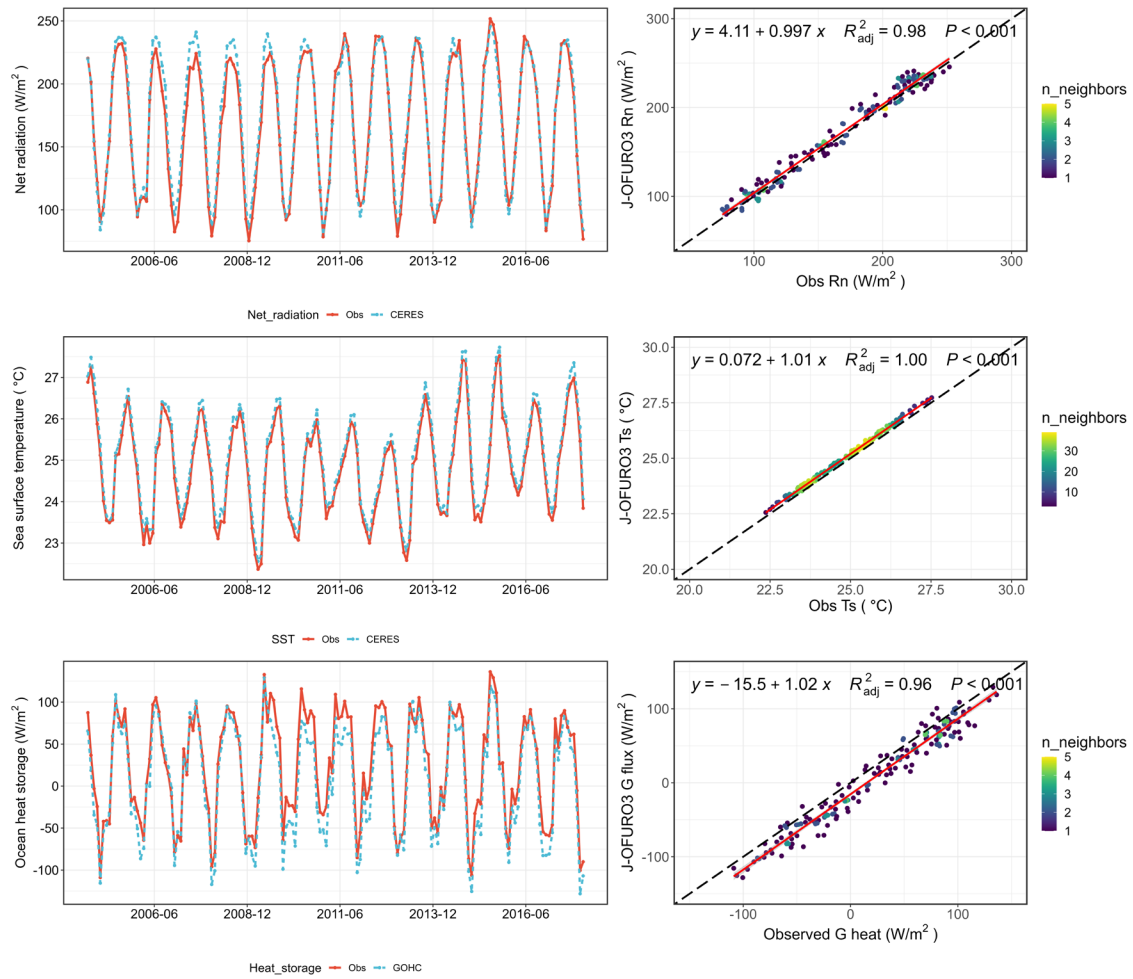 Net radiation (W/m² )
250
200
150
100
2006-06 2008-12 2011-06 2013-12 2016-06
Net_radiation Obs CERES
y = 4.11 + 0.997 x R²adj = 0.98 P < 0.001
J-OFURO3 Rn (W/m² )
300
200
100
100 200 300
Obs Rn (W/m² )
n_neighbors
5
4
3
2
1
Sea surface temperature ( °C)
27
26
25
24
23
2006-06 2008-12 2011-06 2013-12 2016-06
SST Obs CERES
y = 0.072 + 1.01 x R²adj = 1.00 P < 0.001
J-OFURO3 Ts ( °C)
30.0
27.5
25.0
22.5
20.0
20.0 22.5 25.0 27.5 30.0
Obs Ts ( °C)
n_neighbors
30
20
10
Ocean heat storage (W/m² )
100
50
0
-50
-100
2006-06 2008-12 2011-06 2013-12 2016-06
Heat_storage Obs GOHC
y = − 15.5 + 1.02 x R²adj = 0.96 P < 0.001
J-OFURO3 G flux (W/m² )
100
0
-100
-100 0 100
Observed G heat (W/m² )
n_neighbors
5
4
3
2
1